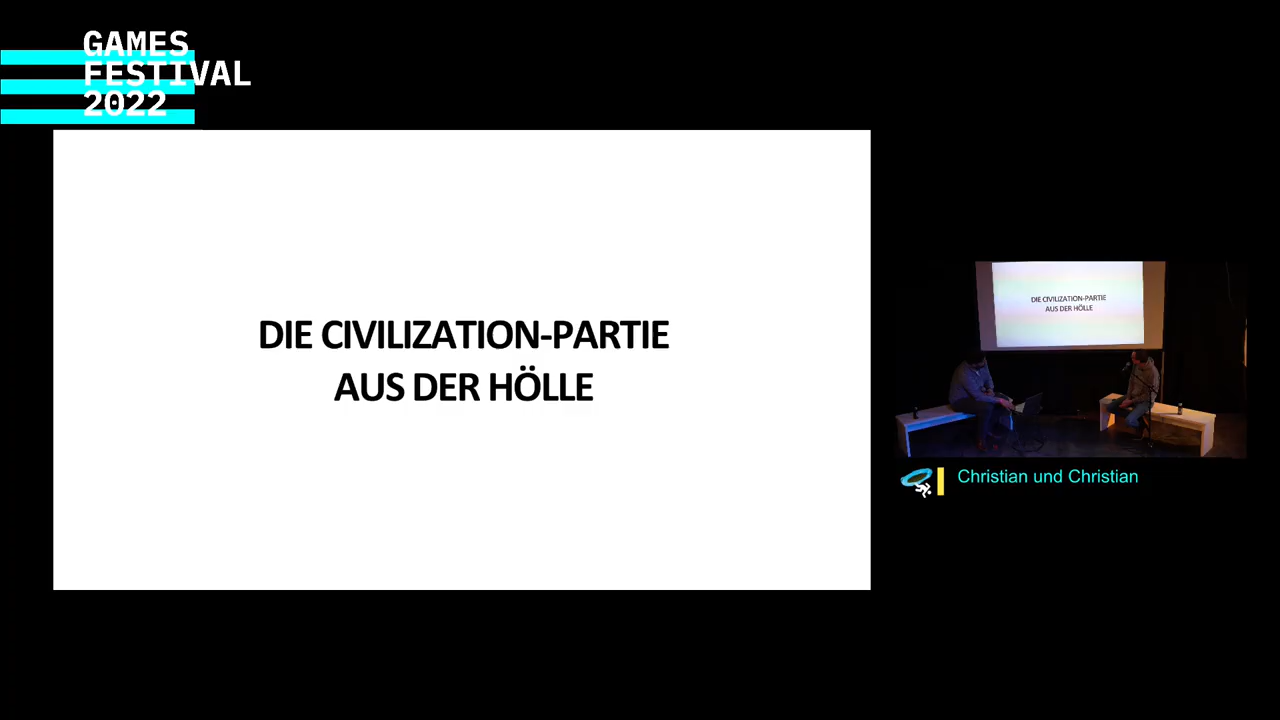 GAMES
FESTIVAL
2022
DIE CIVILIZATION-PARTIE
AUS DER HÖLLE
DIE CIVILIZATION-PARTIE
AUS DER HÖLLE
Christian und Christian